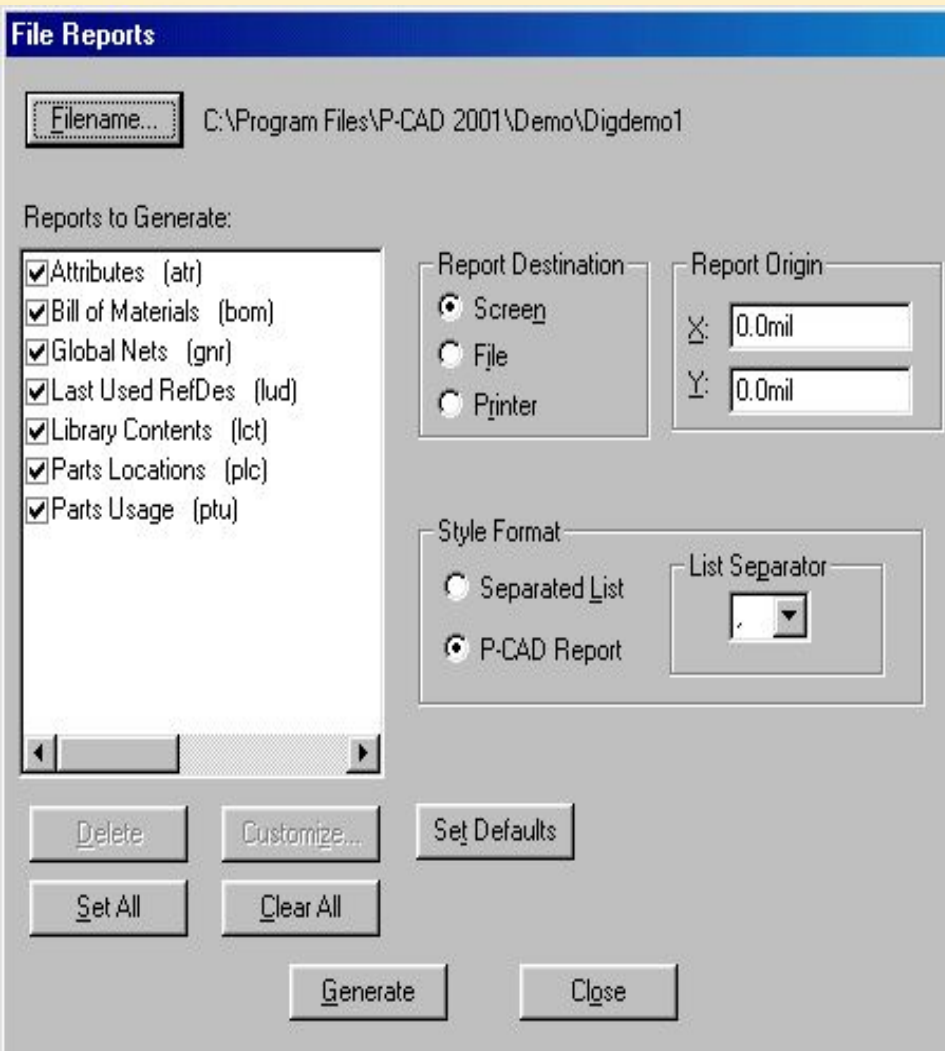 File Reports
Filename... C:\Program Files\P-CAD 2001\Demo\Digdemo1
Reports to Generate:
Attributes (atr)
Bill of Materials (bom)
Global Nets (gnr)
Last Used RefDes (lud)
Library Contents (lct)
Parts Locations (plc)
Parts Usage (ptu)
Report Destination
Screen
File
Printer
Report Origin
X: 0.0mil
Y: 0.0mil
Style Format
Separated List
P-CAD Report
List Separator
,
Delete Customize... Set Defaults
Set All Clear All
Generate Close